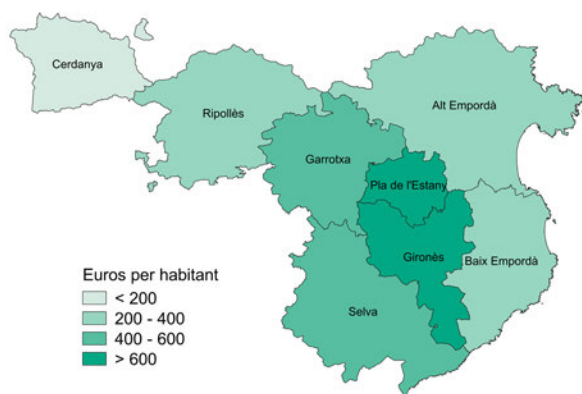 Cerdanya
Ripollès
Alt Empordà
Garrotxa
Pla de l'Estany
Gironès
Baix Empordà
Selva
Euros per habitant
< 200
200 - 400
400 - 600
> 600